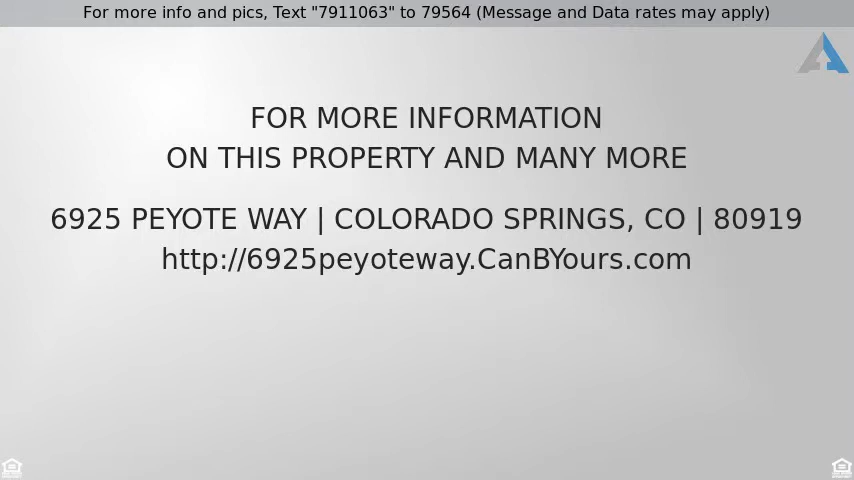 For more info and pics, Text "7911063" to 79564 (Message and Data rates may apply)
FOR MORE INFORMATION
ON THIS PROPERTY AND MANY MORE
6925 PEYOTE WAY | COLORADO SPRINGS, CO | 80919
http://6925peyoteway.CanBYours.com